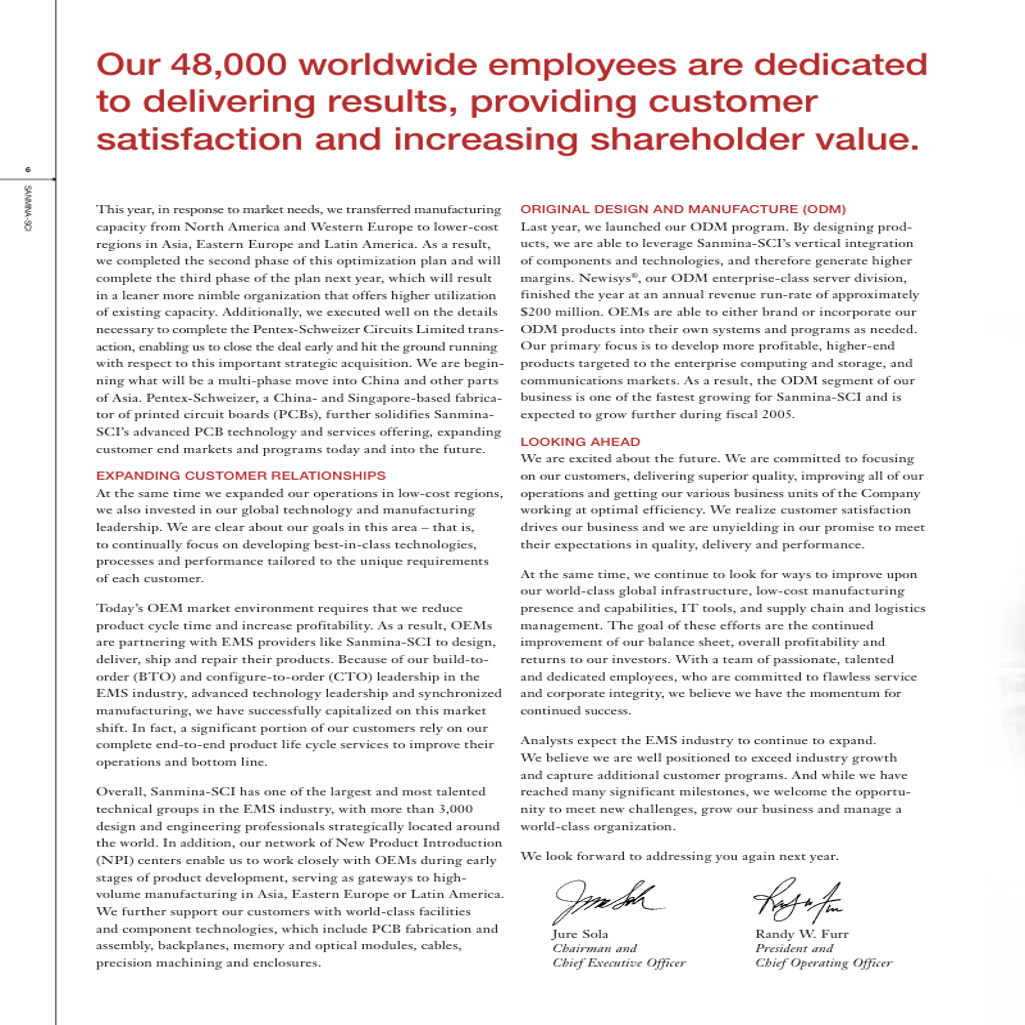 Our 48,000 worldwide employees are dedicated
to delivering results, providing customer
satisfaction and increasing shareholder value.
6
SANMINA-SCI
This year, in response to market needs, we transferred manufacturing
capacity from North America and Western Europe to lower-cost
regions in Asia, Eastern Europe and Latin America. As a result,
we completed the second phase of this optimization plan and will
complete the third phase of the plan next year, which will result
in a leaner more nimble organization that offers higher utilization
of existing capacity. Additionally, we executed well on the details
necessary to complete the Pentex-Schweizer Circuits Limited trans-
action, enabling us to close the deal early and hit the ground running
with respect to this important strategic acquisition. We are begin-
ning what will be a multi-phase move into China and other parts
of Asia. Pentex-Schweizer, a China- and Singapore-based fabrica-
tor of printed circuit boards (PCBs), further solidifies Sanmina-
SCI's advanced PCB technology and services offering, expanding
customer end markets and programs today and into the future.
EXPANDING CUSTOMER RELATIONSHIPS
At the same time we expanded our operations in low-cost regions,
we also invested in our global technology and manufacturing
leadership. We are clear about our goals in this area – that is,
to continually focus on developing best-in-class technologies,
processes and performance tailored to the unique requirements
of each customer.
Today's OEM market environment requires that we reduce
product cycle time and increase profitability. As a result, OEMs
are partnering with EMS providers like Sanmina-SCI to design,
deliver, ship and repair their products. Because of our build-to-
order (BTO) and configure-to-order (CTO) leadership in the
EMS industry, advanced technology leadership and synchronized
manufacturing, we have successfully capitalized on this market
shift. In fact, a significant portion of our customers rely on our
complete end-to-end product life cycle services to improve their
operations and bottom line.
Overall, Sanmina-SCI has one of the largest and most talented
technical groups in the EMS industry, with more than 3,000
design and engineering professionals strategically located around
the world. In addition, our network of New Product Introduction
(NPI) centers enable us to work closely with OEMs during early
stages of product development, serving as gateways to high-
volume manufacturing in Asia, Eastern Europe or Latin America.
We further support our customers with world-class facilities
and component technologies, which include PCB fabrication and
assembly, backplanes, memory and optical modules, cables,
precision machining and enclosures.
ORIGINAL DESIGN AND MANUFACTURE (ODM)
Last year, we launched our ODM program. By designing prod-
ucts, we are able to leverage Sanmina-SCI's vertical integration
of components and technologies, and therefore generate higher
margins. Newisys®, our ODM enterprise-class server division,
finished the year at an annual revenue run-rate of approximately
$200 million. OEMs are able to either brand or incorporate our
ODM products into their own systems and programs as needed.
Our primary focus is to develop more profitable, higher-end
products targeted to the enterprise computing and storage, and
communications markets. As a result, the ODM segment of our
business is one of the fastest growing for Sanmina-SCI and is
expected to grow further during fiscal 2005.
LOOKING AHEAD
We are excited about the future. We are committed to focusing
on our customers, delivering superior quality, improving all of our
operations and getting our various business units of the Company
working at optimal efficiency. We realize customer satisfaction
drives our business and we are unyielding in our promise to meet
their expectations in quality, delivery and performance.
At the same time, we continue to look for ways to improve upon
our world-class global infrastructure, low-cost manufacturing
presence and capabilities, IT tools, and supply chain and logistics
management. The goal of these efforts are the continued
improvement of our balance sheet, overall profitability and
returns to our investors. With a team of passionate, talented
and dedicated employees, who are committed to flawless service
and corporate integrity, we believe we have the momentum for
continued success.
Analysts expect the EMS industry to continue to expand.
We believe we are well positioned to exceed industry growth
and capture additional customer programs. And while we have
reached many significant milestones, we welcome the opportu-
nity to meet new challenges, grow our business and manage a
world-class organization.
We look forward to addressing you again next year.
Jure Sola
Chairman and
Chief Executive Officer
Randy W. Furr
President and
Chief Operating Officer